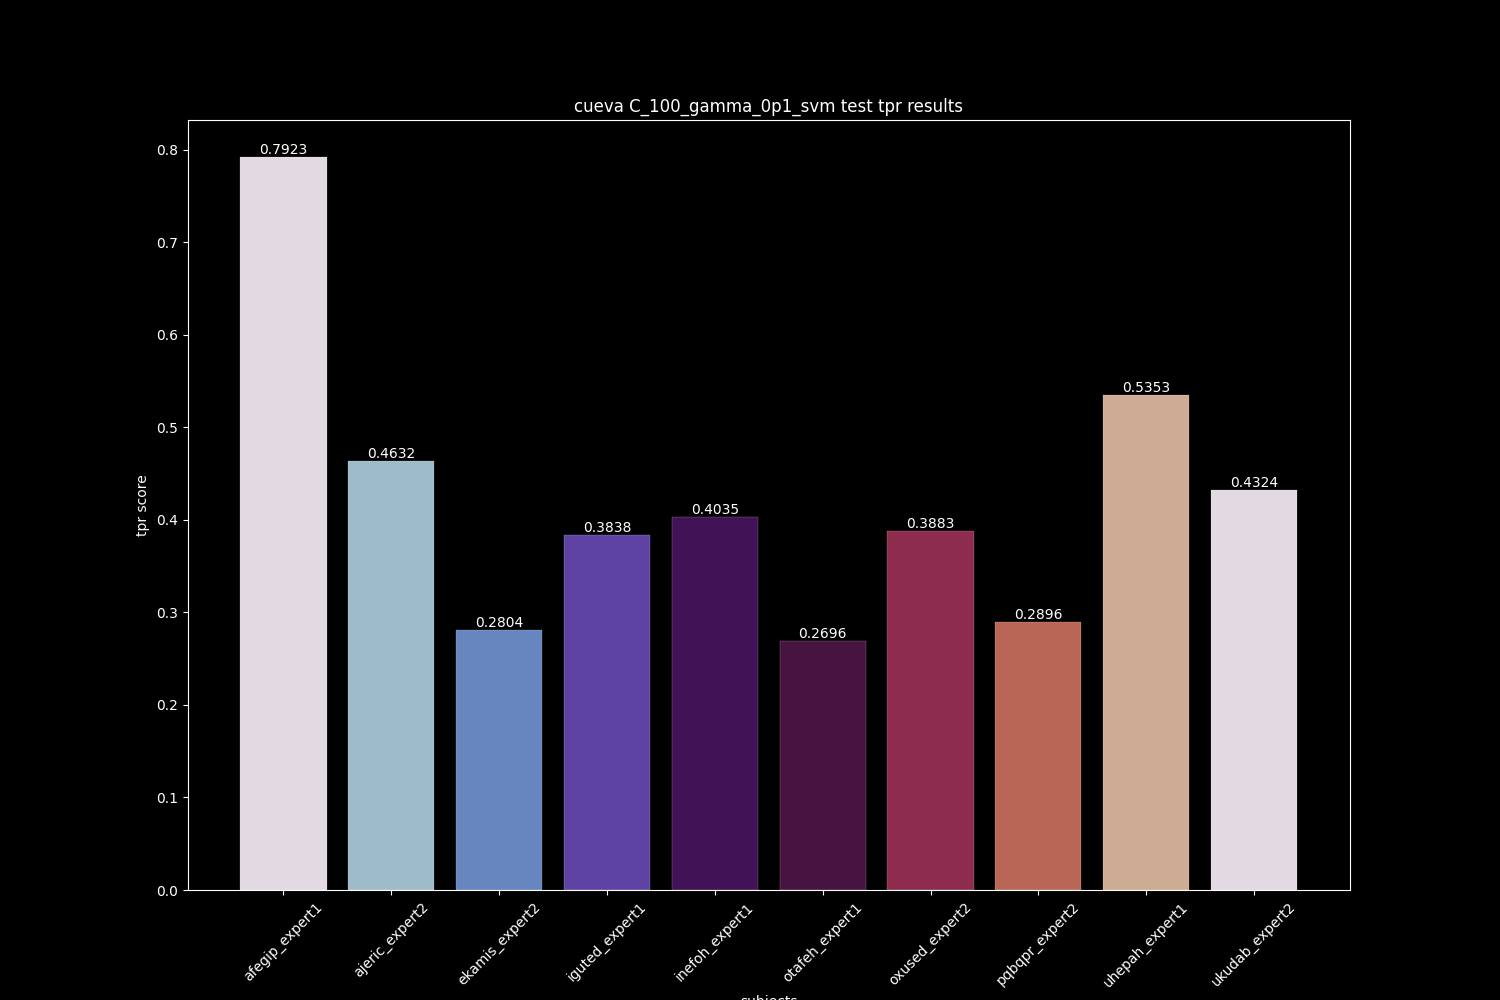 cueva C_100_gamma_0p1_svm test tpr results
0.8
0.7
0.6
0.5
0.4
0.3
0.2
0.1
0.0
tpr score
0.7923
0.4632
0.2804
0.3838
0.4035
0.2696
0.3883
0.2896
0.5353
0.4324
afegip_expert1
ajeric_expert2
ekamis_expert2
iguted_expert1
inefoh_expert1
otafeh_expert1
oxused_expert2
pqbqpr_expert2
uhepah_expert1
ukudab_expert2
subjects